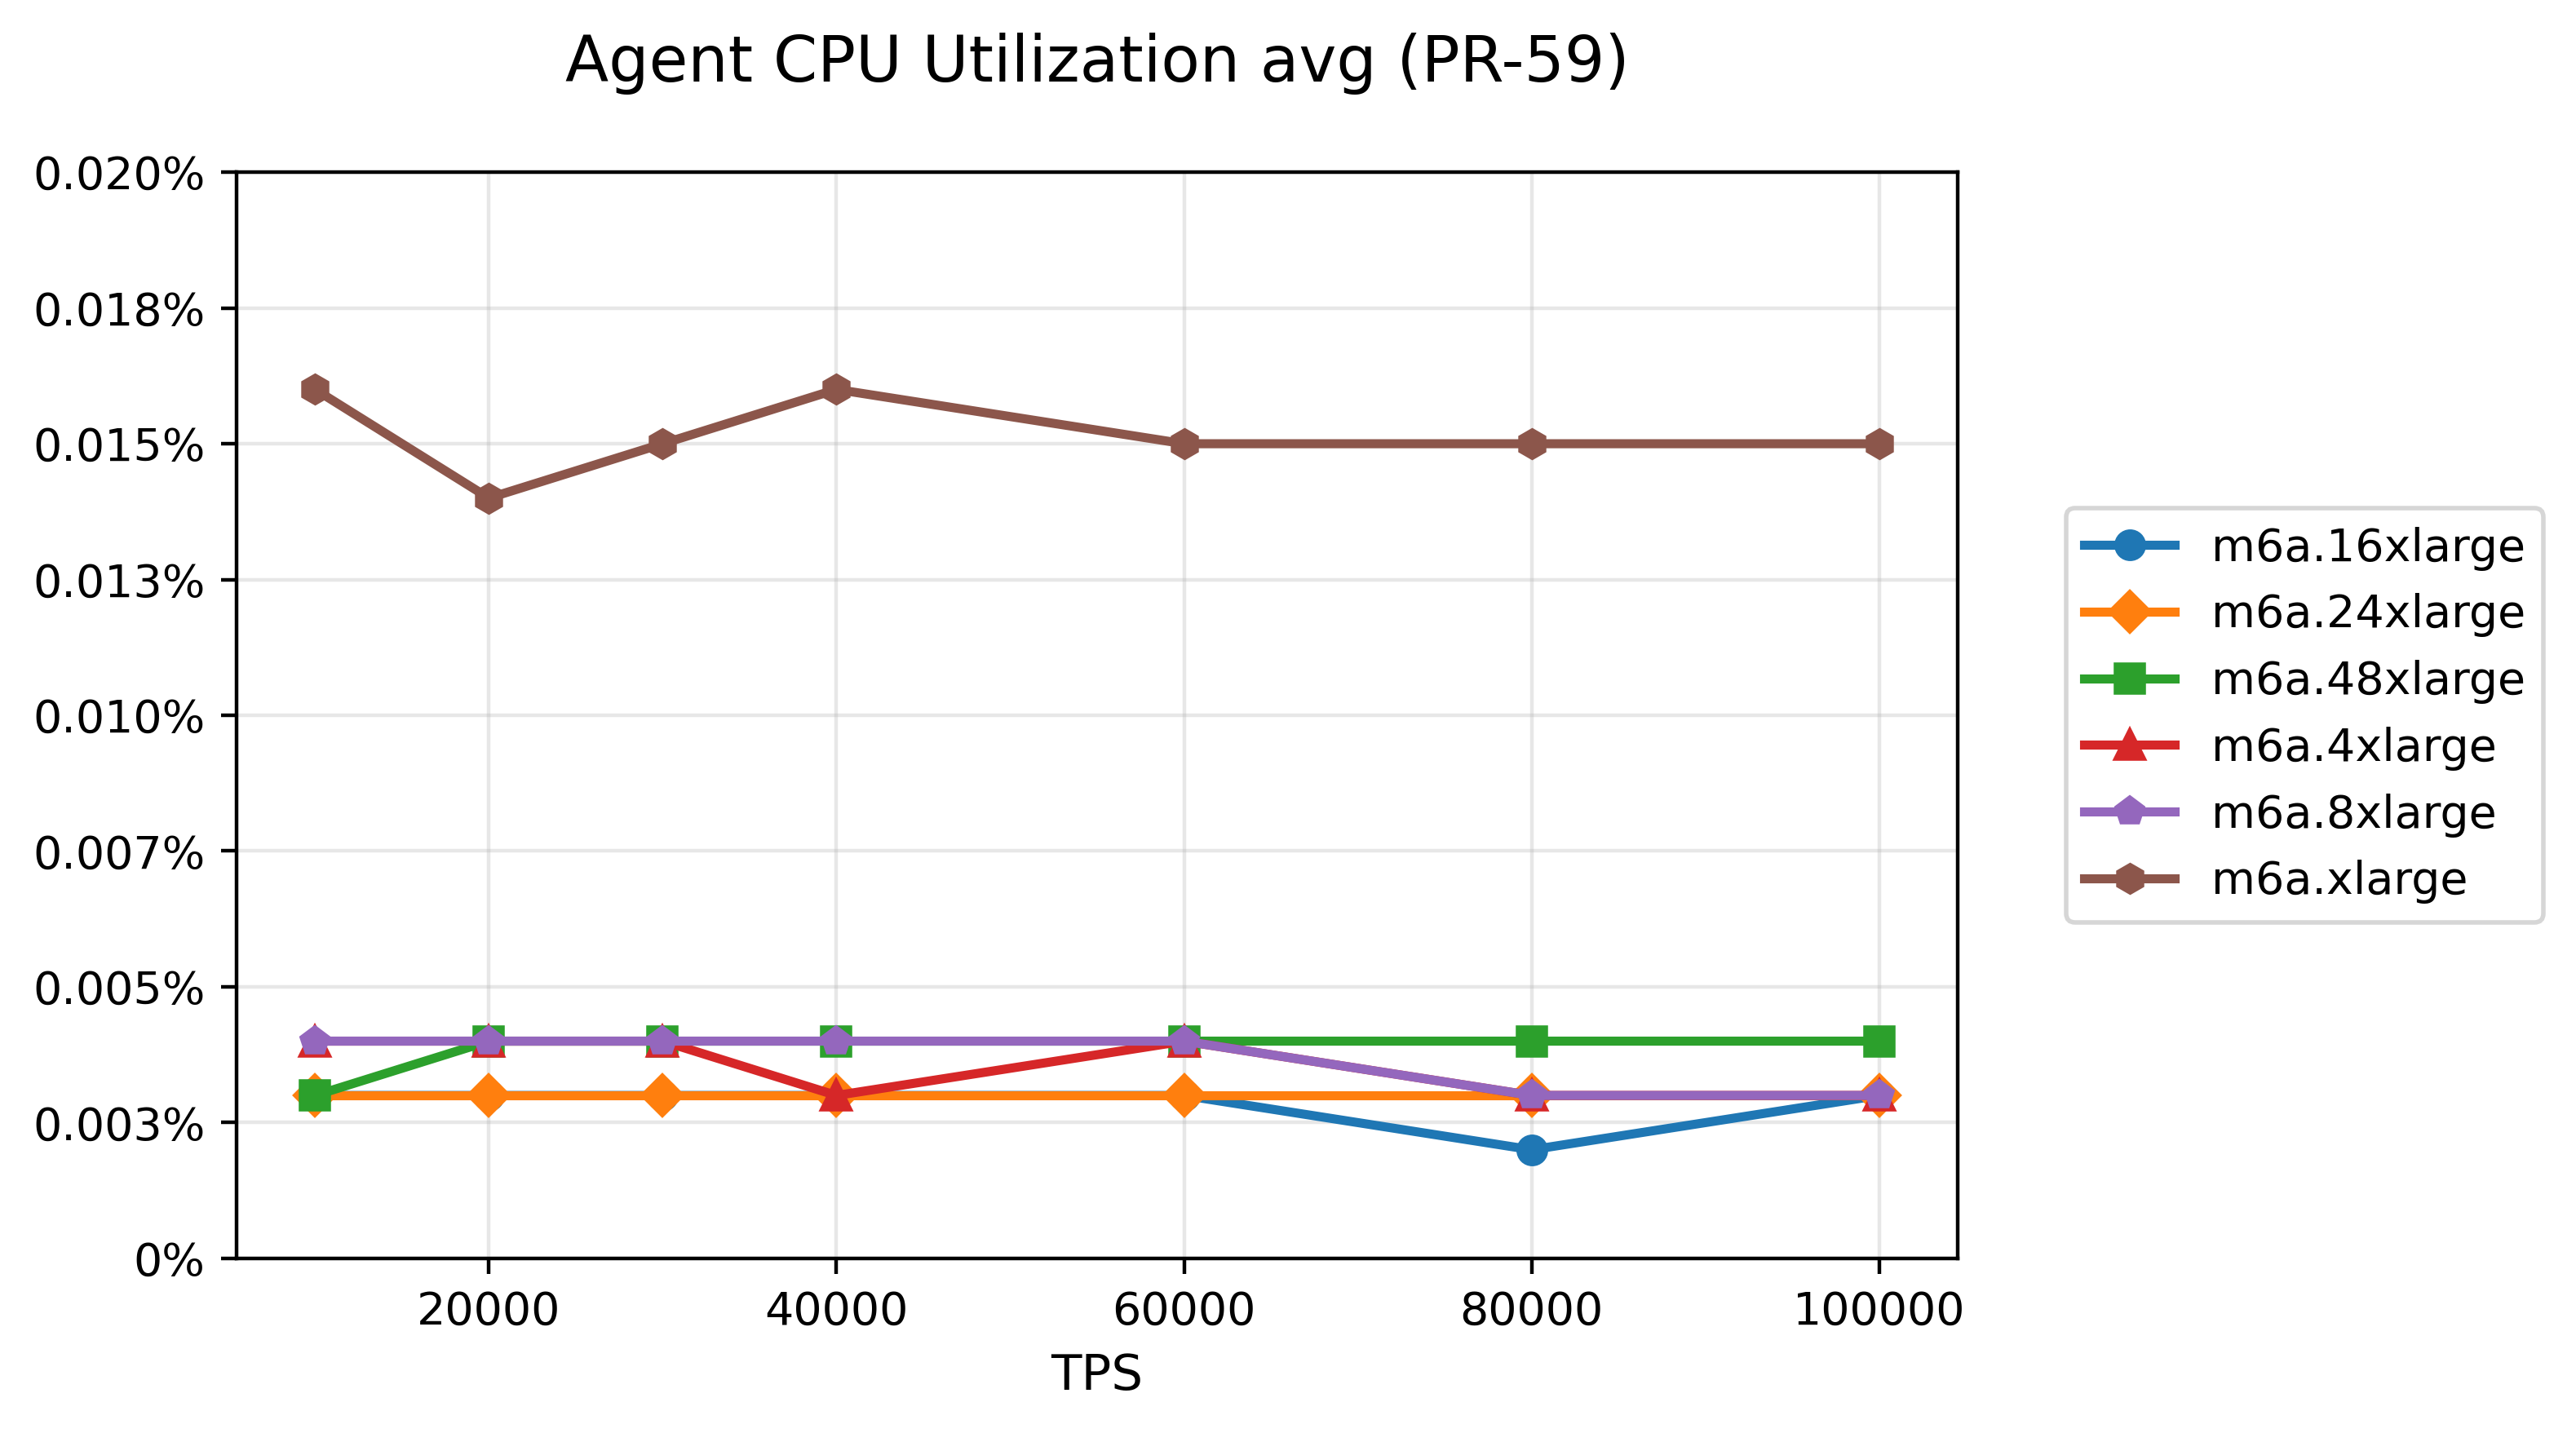 Agent CPU Utilization avg (PR-59)
0.020%
0.018%
0.015%
0.013%
0.010%
0.007%
0.005%
0.003%
0%
20000 40000 60000 80000 100000
TPS
m6a.16xlarge
m6a.24xlarge
m6a.48xlarge
m6a.4xlarge
m6a.8xlarge
m6a.xlarge